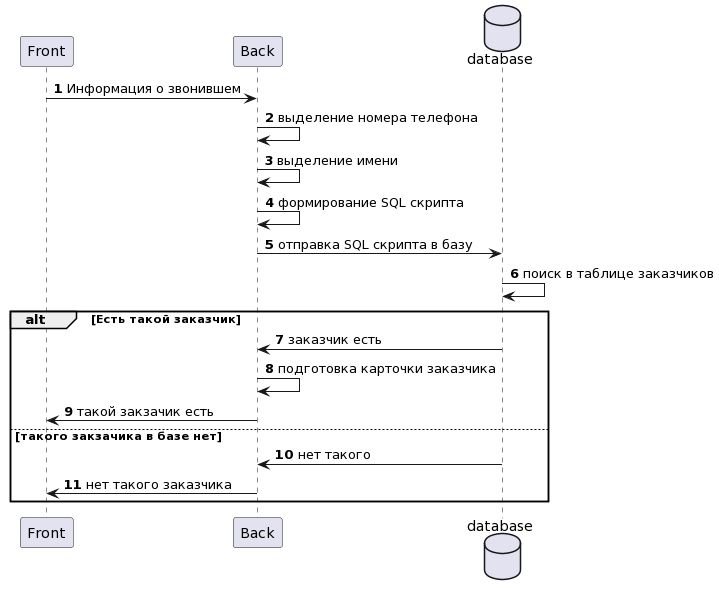 Front Back database
1 Информация о звонившем
2 выделение номера телефона
3 выделение имени
4 формирование SQL скрипта
5 отправка SQL скрипта в базу
6 поиск в таблице заказчиков
alt [Есть такой заказчик]
7 заказчик есть
8 подготовка карточки заказчика
9 такой закзачик есть
[такого закзачика в базе нет]
10 нет такого
11 нет такого заказчика
Front Back database